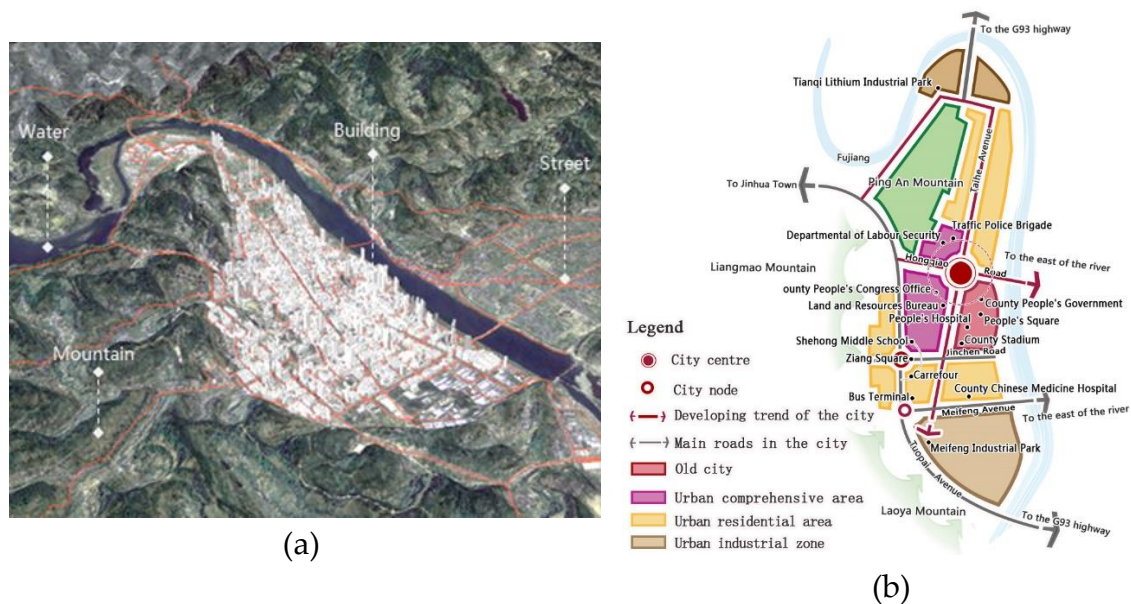 Water
Building
Street
Mountain
(a)
To the G93 highway
Tianqi Lithium Industrial Park
Fujiang
Taihe Avenue
To Jinhua Town
Ping An Mountain
Traffic Police Brigade
Departmental of Labour Security
Hongqiao Road
To the east of the river
Liangmao Mountain
ounty People's Congress Office
County People's Government
Land and Resources Bureau
People's Hospital
People's Square
Shehong Middle School
County Stadium
Jinchen Road
Ziang Square
Carrefour
County Chinese Medicine Hospital
Bus Terminal
Meifeng Avenue
To the east of the river
Meifeng Industrial Park
Tuopai Avenue
Laoya Mountain
To the G93 highway
Legend
City centre
City node
Developing trend of the city
Main roads in the city
Old city
Urban comprehensive area
Urban residential area
Urban industrial zone
(b)